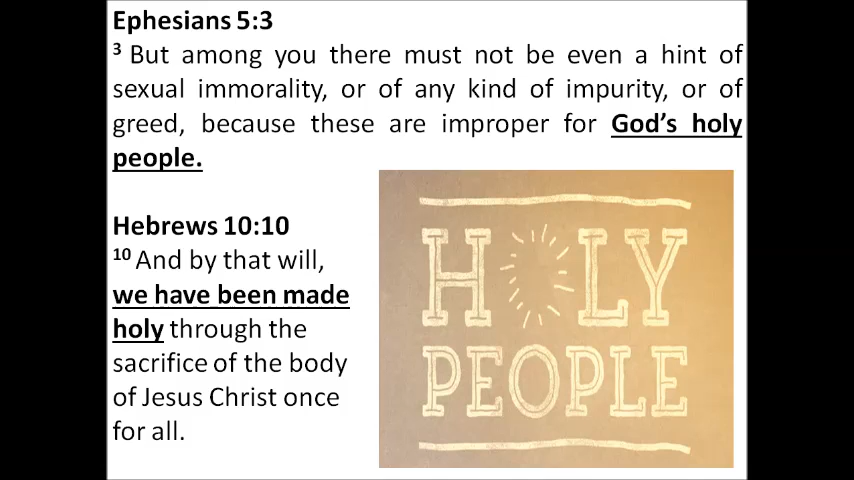 Ephesians 5:3
3 But among you there must not be even a hint of
sexual immorality, or of any kind of impurity, or of
greed, because these are improper for God’s holy
people.
Hebrews 10:10
10 And by that will,
we have been made
holy through the
sacrifice of the body
of Jesus Christ once
for all.
HOLY
PEOPLE